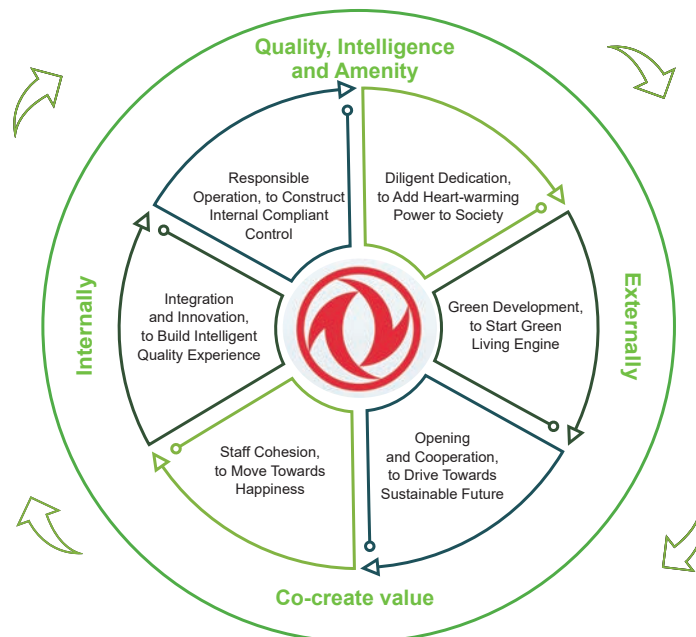 Quality, Intelligence
and Amenity
Responsible
Operation, to Construct
Internal Compliant
Control
Diligent Dedication,
to Add Heart-warming
Power to Society
Internally
Integration
and Innovation,
to Build Intelligent
Quality Experience
Green Development,
to Start Green
Living Engine
Externally
Staff Cohesion,
to Move Towards
Happiness
Opening
and Cooperation,
to Drive Towards
Sustainable Future
Co-create value